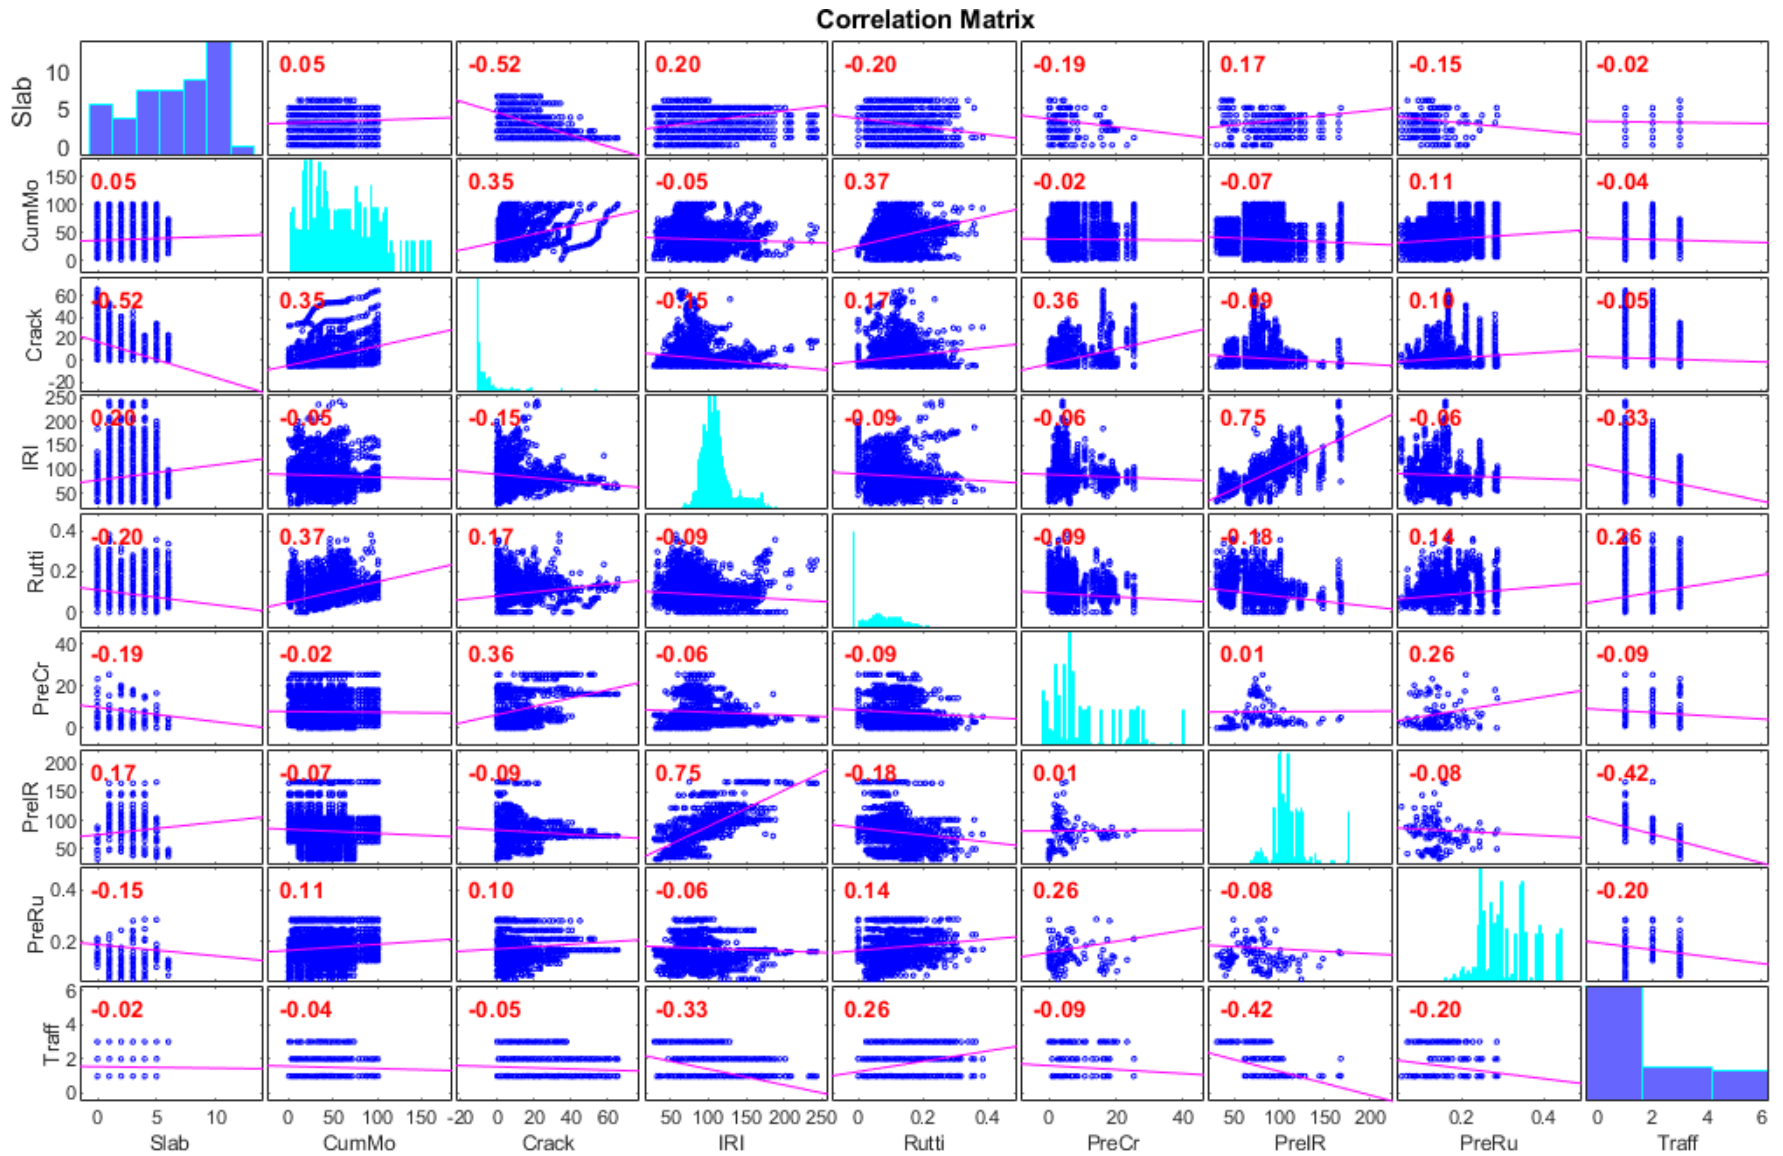 Correlation Matrix
Slab 10 5 0 0.05 -0.52 0.20 -0.20 -0.19 0.17 -0.15 -0.02
CumMo 150 100 50 0 0.05 0.35 -0.05 0.37 -0.02 -0.07 0.11 -0.04
Crack 60 40 20 0 -20 -0.52 0.35 -0.15 0.17 0.36 -0.09 0.10 -0.05
IRI 250 200 150 100 50 0.20 -0.05 -0.15 -0.09 -0.06 0.75 -0.06 -0.33
Rutti 0.4 0.2 0 -0.20 0.37 0.17 -0.09 -0.09 -0.18 0.14 0.26
PreCr 40 20 0 -0.19 -0.02 0.36 -0.06 -0.09 0.01 0.26 -0.09
PreIR 200 150 100 50 0.17 -0.07 -0.09 0.75 -0.18 0.01 -0.08 -0.42
PreRu 0.4 0.2 -0.15 0.11 0.10 -0.06 0.14 0.26 -0.08 -0.20
Traff 6 4 2 0 -0.02 -0.04 -0.05 -0.33 0.26 -0.09 -0.42 -0.20
0 5 10 0 50 100 150 -20 0 20 40 60 50 100 150 200 250 0 0.2 0.4 0 20 40 50 100 150 200 0.2 0.4 0 2 4 6
Slab CumMo Crack IRI Rutti PreCr PreIR PreRu Traff